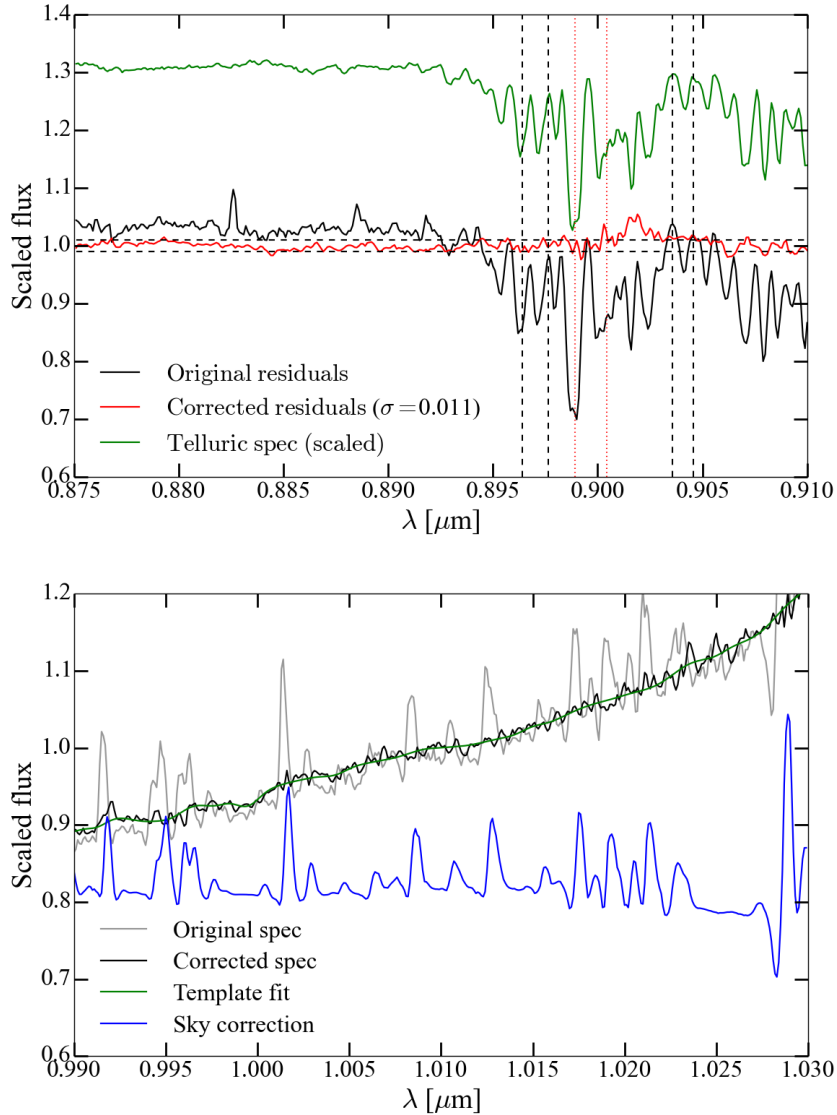 1.4
1.3
1.2
1.1
1.0
0.9
0.8
0.7
0.6
Scaled flux
Original residuals
Corrected residuals (σ=0.011)
Telluric spec (scaled)
0.875 0.880 0.885 0.890 0.895 0.900 0.905 0.910
λ [μm]
1.2
1.1
1.0
0.9
0.8
0.7
0.6
Scaled flux
Original spec
Corrected spec
Template fit
Sky correction
0.990 0.995 1.000 1.005 1.010 1.015 1.020 1.025 1.030
λ [μm]